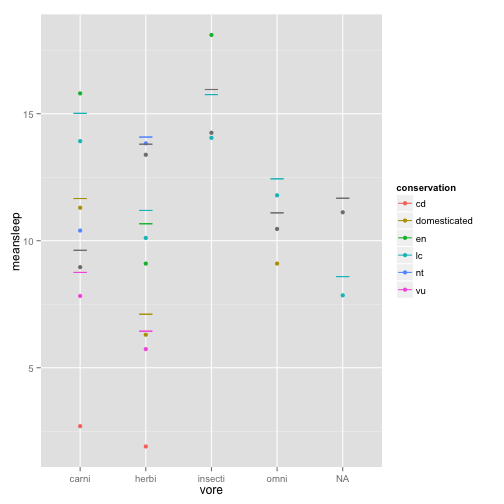 meansleep
15
10
5
carni herbi insecti omni NA
vore
conservation
cd
domesticated
en
lc
nt
vu